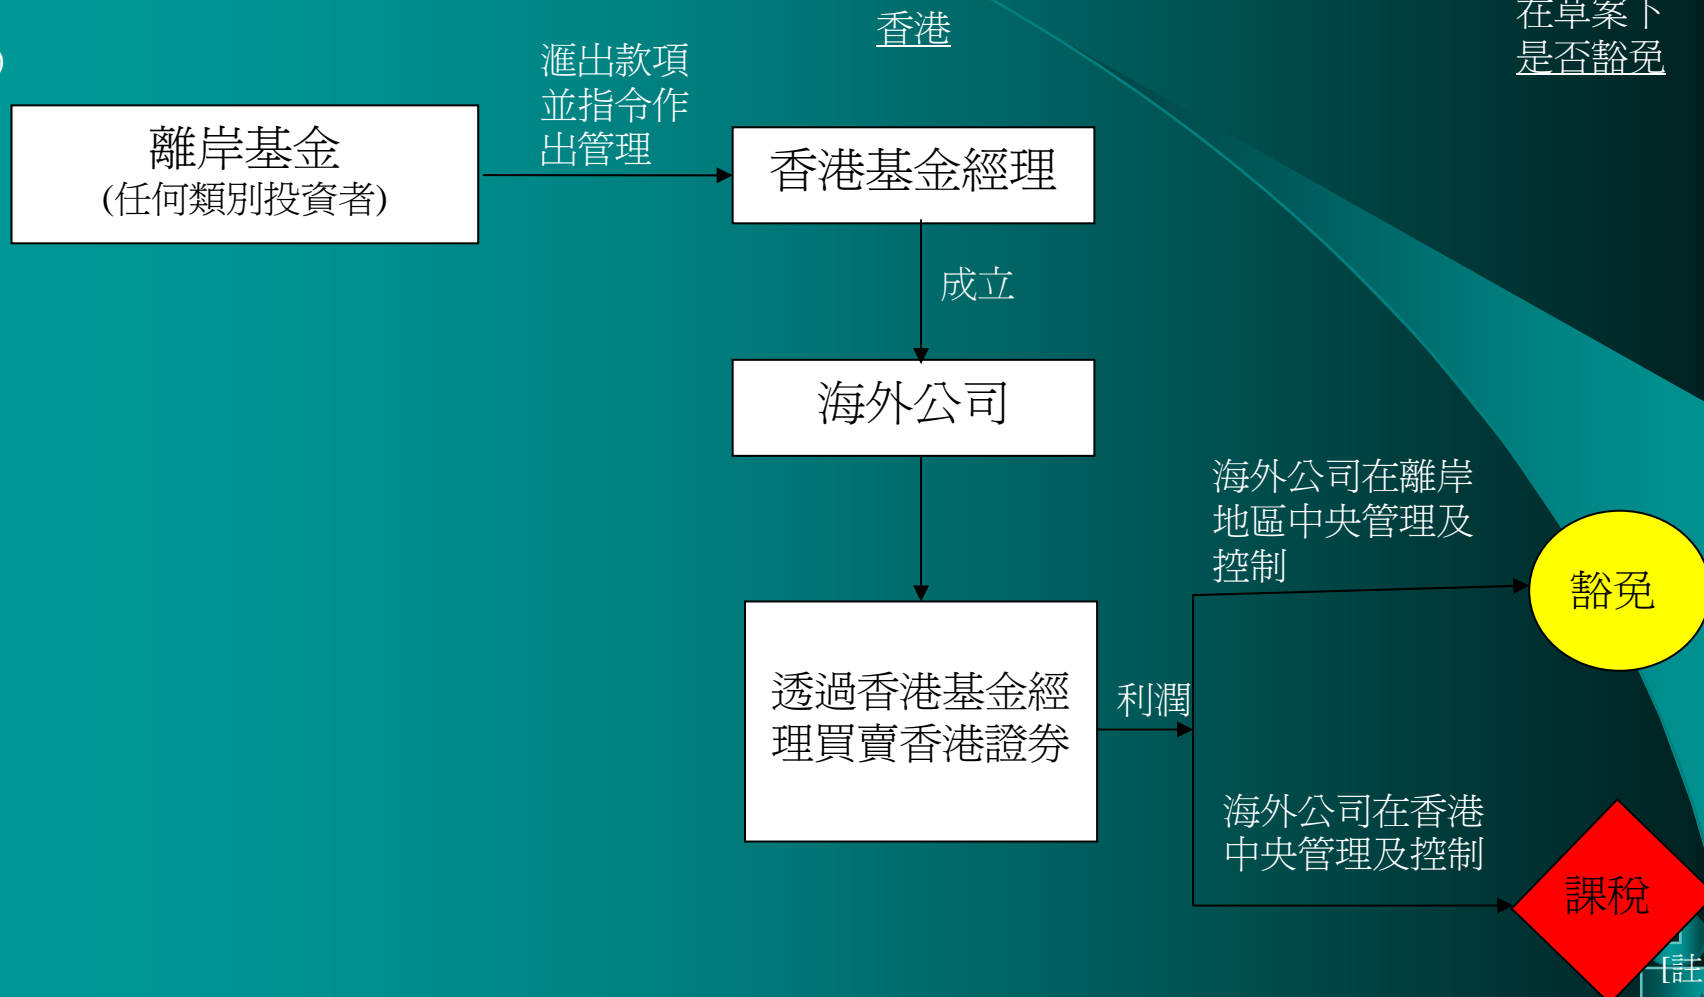 香港
在草案下
是否豁免
)
滙出款項
並指令作
出管理
離岸基金
(任何類別投資者)
香港基金經理
成立
海外公司
海外公司在離岸
地區中央管理及
控制
豁免
透過香港基金經
理買賣香港證券
利潤
海外公司在香港
中央管理及控制
課稅
[註